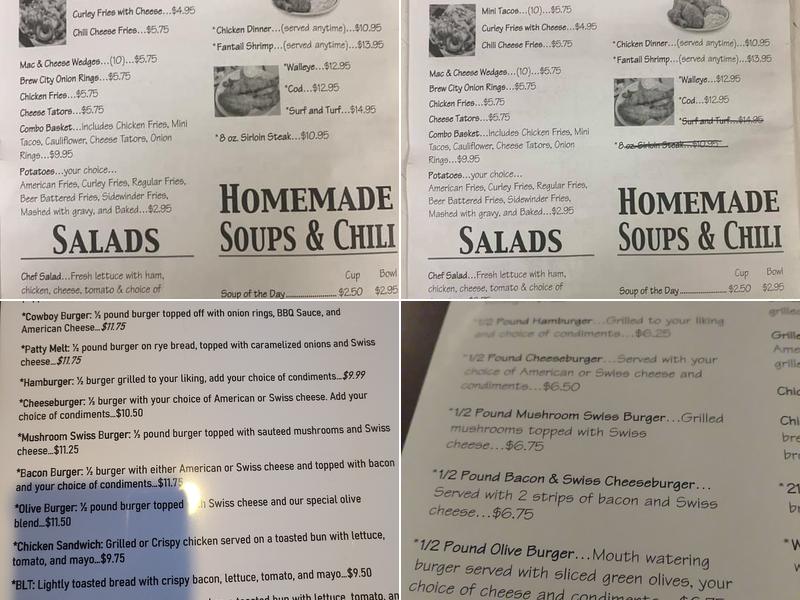 Curley Fries with Cheese...$4.95
Chili Cheese Fries...$5.75
*Chicken Dinner...(served anytime)...$10.95
*Fantail Shrimp...(served anytime)...$13.95
Mac & Cheese Wedges...(10)...$5.75
Brew City Onion Rings...$5.75
Chicken Fries...$5.75
Cheese Tators...$5.75
Combo Basket...includes Chicken Fries, Mini
Tacos, Cauliflower, Cheese Tators, Onion
Rings...$9.95
Potatoes...your choice...
American Fries, Curley Fries, Regular Fries,
Beer Battered Fries, Sidewinder Fries,
Mashed with gravy, and Baked...$2.95
*Walleye...$12.95
*Cod...$12.95
*Surf and Turf...$14.95
*8 oz. Sirloin Steak...$10.95
SALADS
Chef Salad...Fresh lettuce with ham,
chicken, cheese, tomato & choice of
HOMEMADE
SOUPS & CHILI
Cup Bowl
Soup of the Day $2.50 $2.95
Mini Tacos...(10)...$5.75
Curley Fries with Cheese...$4.95
Chili Cheese Fries...$5.75
*Chicken Dinner...(served anytime)...$10.95
*Fantail Shrimp...(served anytime)...$13.95
Mac & Cheese Wedges...(10)...$5.75
Brew City Onion Rings...$5.75
Chicken Fries...$5.75
Cheese Tators...$5.75
Combo Basket...includes Chicken Fries, Mini
Tacos, Cauliflower, Cheese Tators, Onion
Rings...$9.95
Potatoes...your choice...
American Fries, Curley Fries, Regular Fries,
Beer Battered Fries, Sidewinder Fries,
Mashed with gravy, and Baked...$2.95
*Walleye...$12.95
*Cod...$12.95
*Surf and Turf...$14.95
*8 oz. Sirloin Steak...$10.95
SALADS
Chef Salad...Fresh lettuce with ham,
chicken, cheese, tomato & choice of
HOMEMADE
SOUPS & CHILI
Cup Bowl
Soup of the Day $2.50 $2.95
*Cowboy Burger: ½ pound burger topped off with onion rings, BBQ Sauce, and
American Cheese...$11.75
*Patty Melt: ½ pound burger on rye bread, topped with caramelized onions and Swiss
cheese...$11.75
*Hamburger: ½ burger grilled to your liking, add your choice of condiments...$9.99
*Cheeseburger: ½ burger with your choice of American or Swiss cheese. Add your
choice of condiments...$10.50
*Mushroom Swiss Burger: ½ pound burger topped with sauteed mushrooms and Swiss
cheese...$11.25
*Bacon Burger: ½ burger with either American or Swiss cheese and topped with bacon
and your choice of condiments...$11.75
*Olive Burger: ½ pound burger topped Swiss cheese and our special olive
blend...$11.50
*Chicken Sandwich: Grilled or Crispy chicken served on a toasted bun with lettuce,
tomato, and mayo...$9.75
*BLT: Lightly toasted bread with crispy bacon, lettuce, tomato, and mayo...$9.50
toasted bun with lettuce, tomato, an
*1/2 Pound Hamburger...Grilled to your liking
and choice of condiments...$6.25
*1/2 Pound Cheeseburger...Served with your
choice of American or Swiss cheese and
condiments...$6.50
*1/2 Pound Mushroom Swiss Burger...Grilled
mushrooms topped with Swiss
cheese...$6.75
*1/2 Pound Bacon & Swiss Cheeseburger...
Served with 2 strips of bacon and Swiss
cheese...$6.75
*1/2 Pound Olive Burger...Mouth watering
burger served with sliced green olives, your
choice of cheese and condiments...$6.75